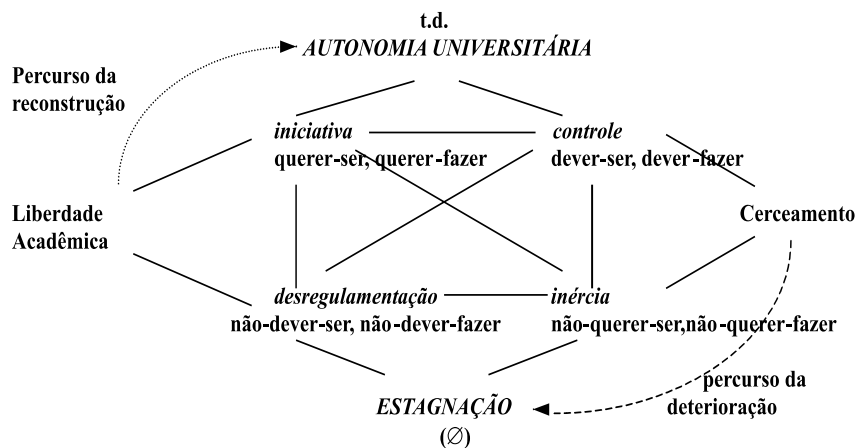 t.d.
AUTONOMIA UNIVERSITÁRIA
Percurso da
reconstrução
iniciativa
querer-ser, querer-fazer
controle
dever-ser, dever-fazer
Liberdade
Acadêmica
Cerceamento
desregulamentação
não-dever-ser, não-dever-fazer
inércia
não-querer-ser,não-querer-fazer
percurso da
deterioração
ESTAGNAÇÃO
(∅)